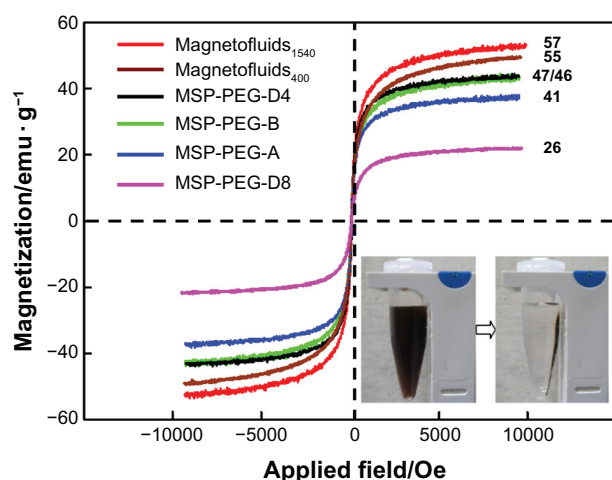 Magnetization/emu · g⁻¹
60
40
20
0
−20
−40
−60
Magnetofluids₁₅₄₀
Magnetofluids₄₀₀
MSP-PEG-D4
MSP-PEG-B
MSP-PEG-A
MSP-PEG-D8
57
55
47/46
41
26
−10000 −5000 0 5000 10000
Applied field/Oe